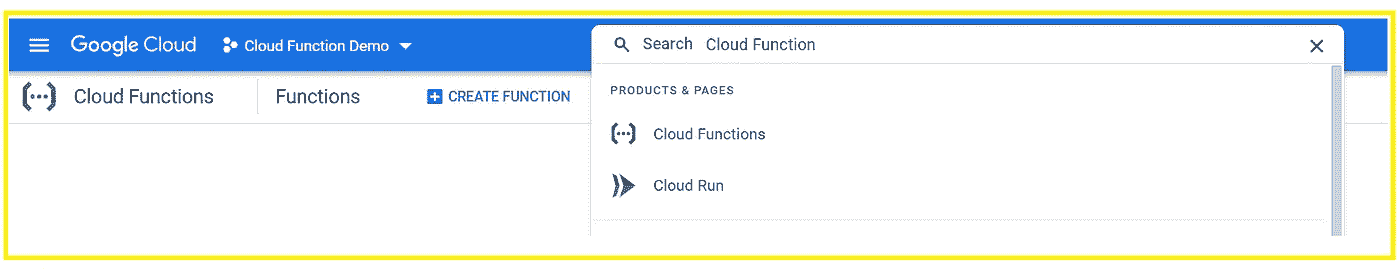 Google Cloud Cloud Function Demo
Search Cloud Function
Cloud Functions Functions CREATE FUNCTION
PRODUCTS & PAGES
Cloud Functions
Cloud Run